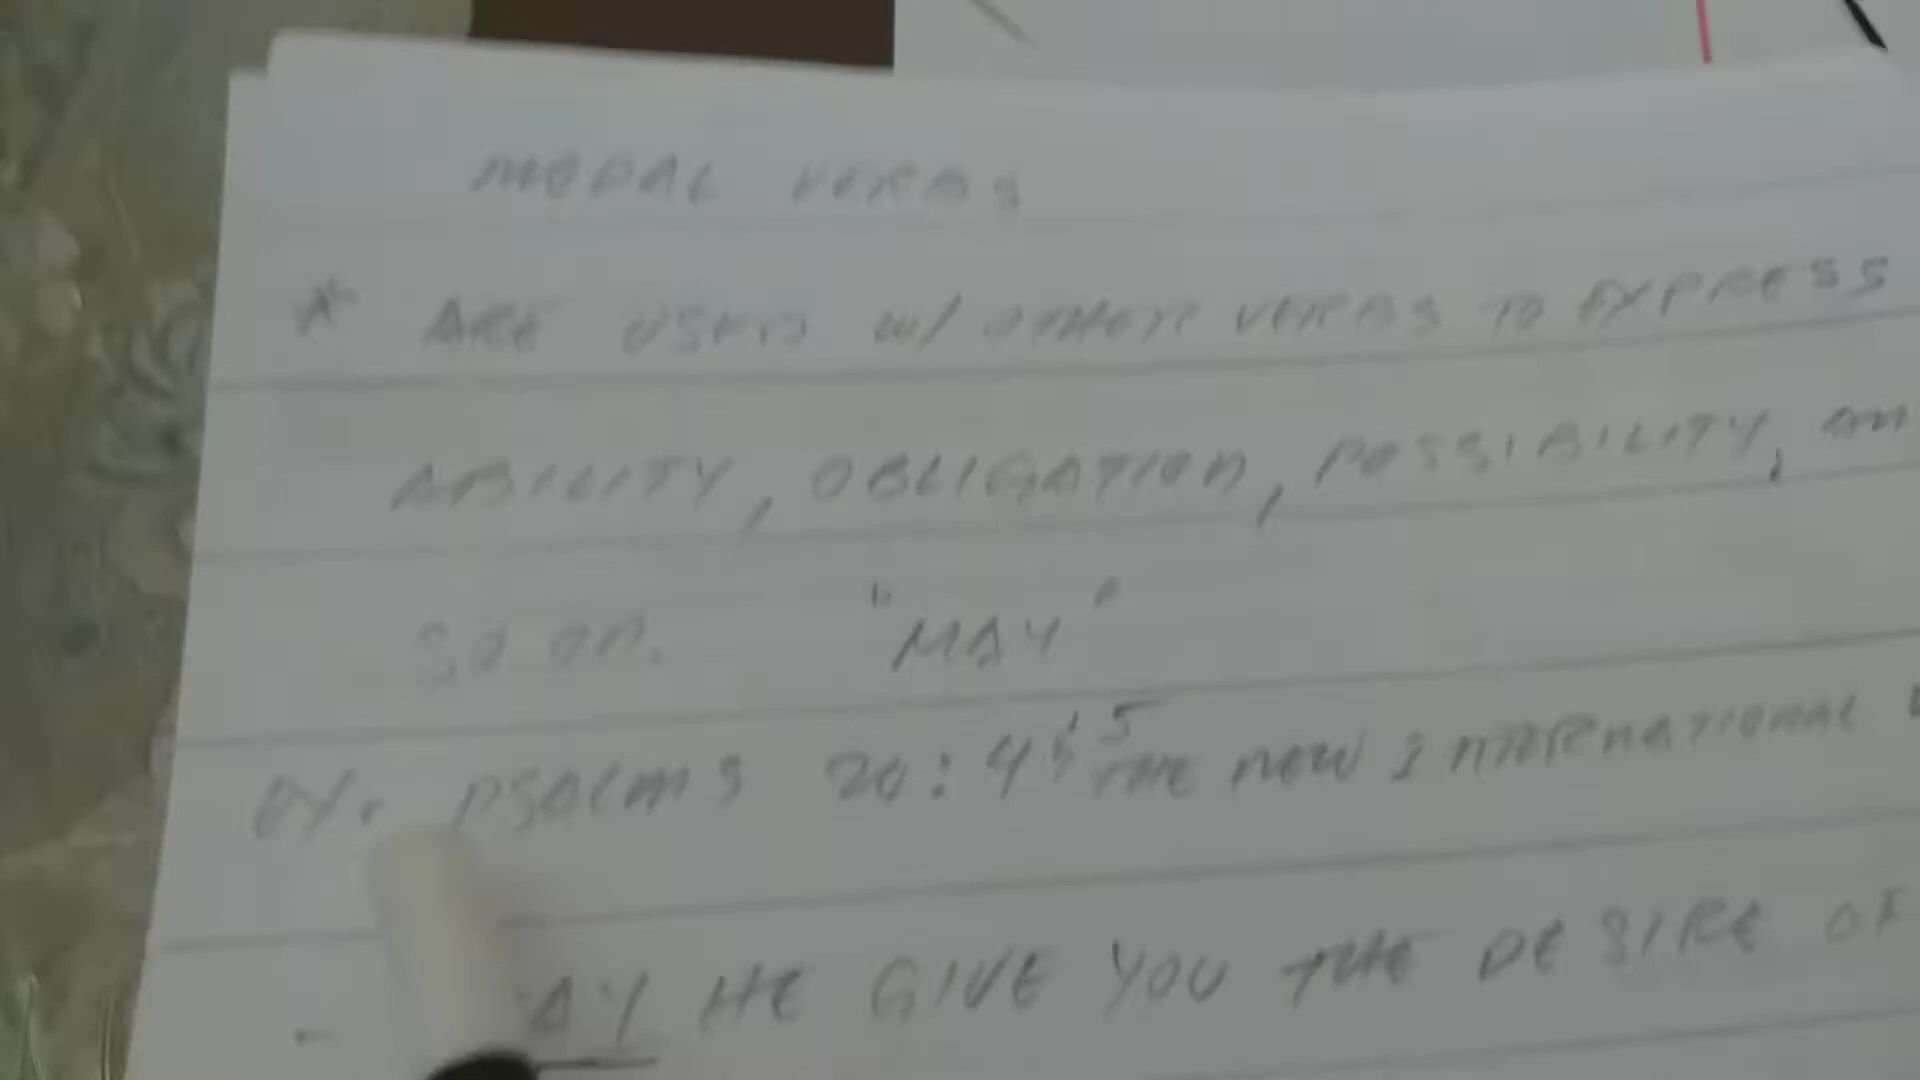 MODAL VERBS
* ARE USED W/ OTHER VERBS TO EXPRESS
ABILITY, OBLIGATION, POSSIBILITY, AN
SO ON. "MAY"
EX. PSALMS 20:4 & 5 THE NEW INTERNATIONAL
- AY HE GIVE YOU THE DESIRE OF